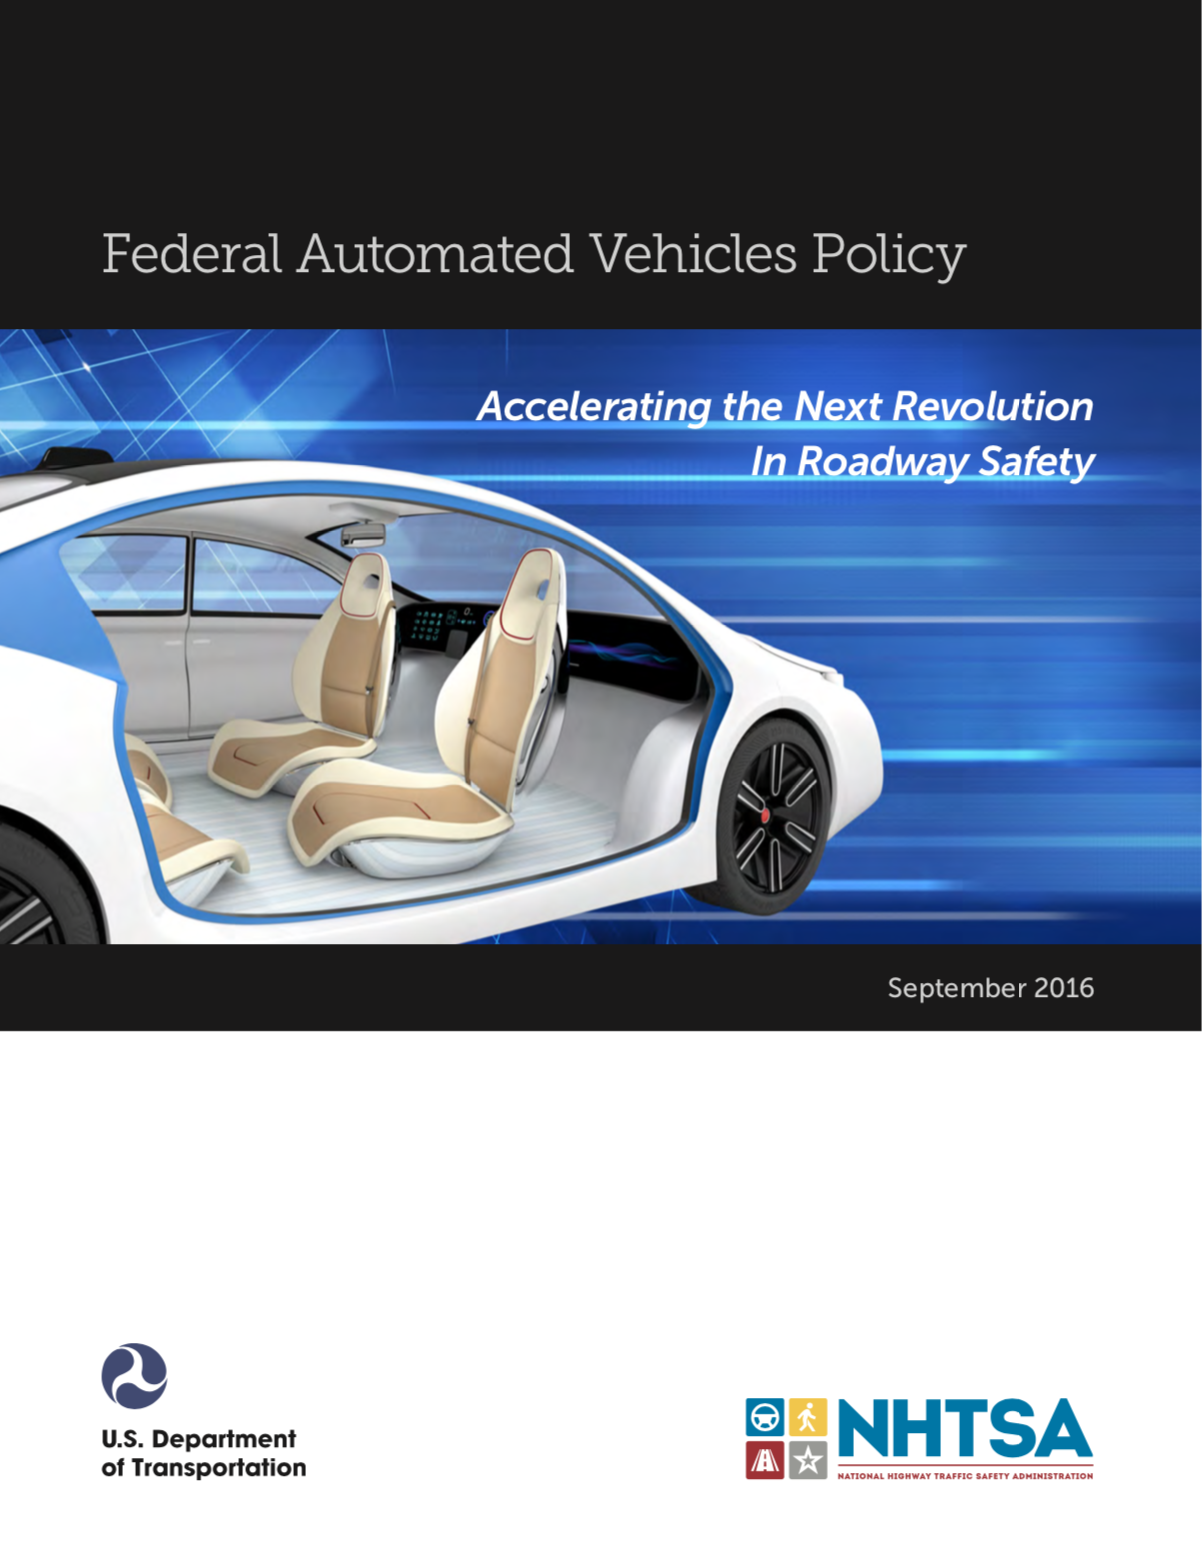 Federal Automated Vehicles Policy
Accelerating the Next Revolution
In Roadway Safety
September 2016
U.S. Department
of Transportation
NHTSA
NATIONAL HIGHWAY TRAFFIC SAFETY ADMINISTRATION